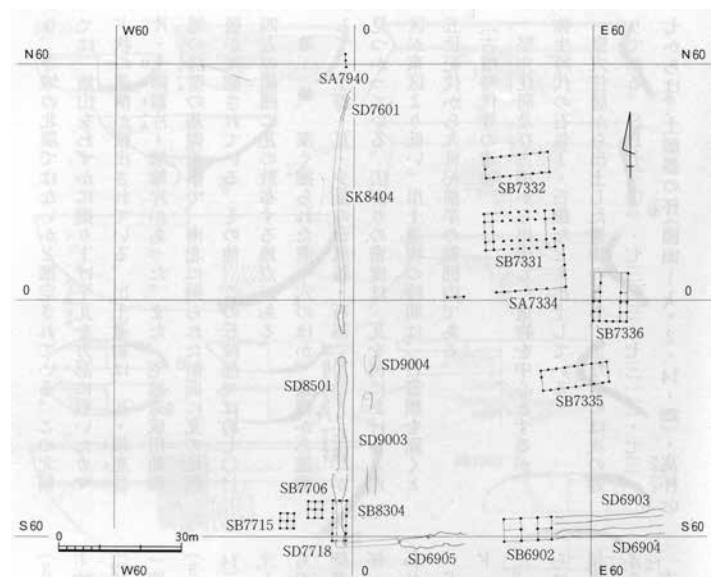 W60
0
E60
N60
N60
SA7940
SD7601
SK8404
SB7332
SB7331
0
0
SA7334
SB7336
SD9004
SD8501
SB7335
SD9003
SB7706
SB7715
SB8304
SD6903
S60
S60
0
30m
SD7718
SD6905
SB6902
SD6904
W60
0
E60